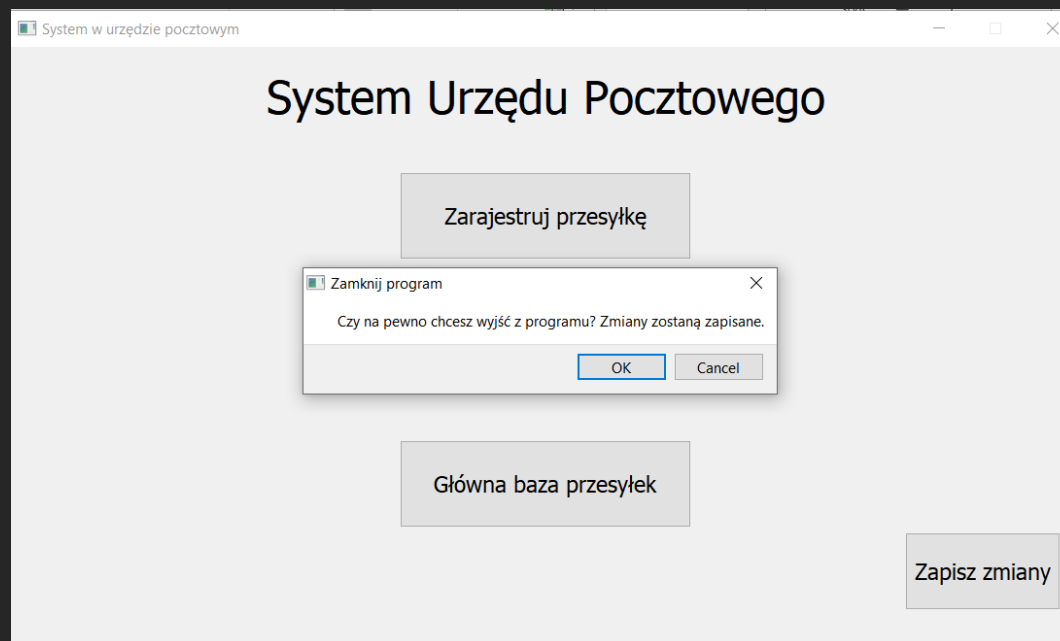 System w urzędzie pocztowym
System Urzędu Pocztowego
Zarajestruj przesyłkę
Zamknij program
Czy na pewno chcesz wyjść z programu? Zmiany zostaną zapisane.
OK Cancel
Główna baza przesyłek
Zapisz zmiany